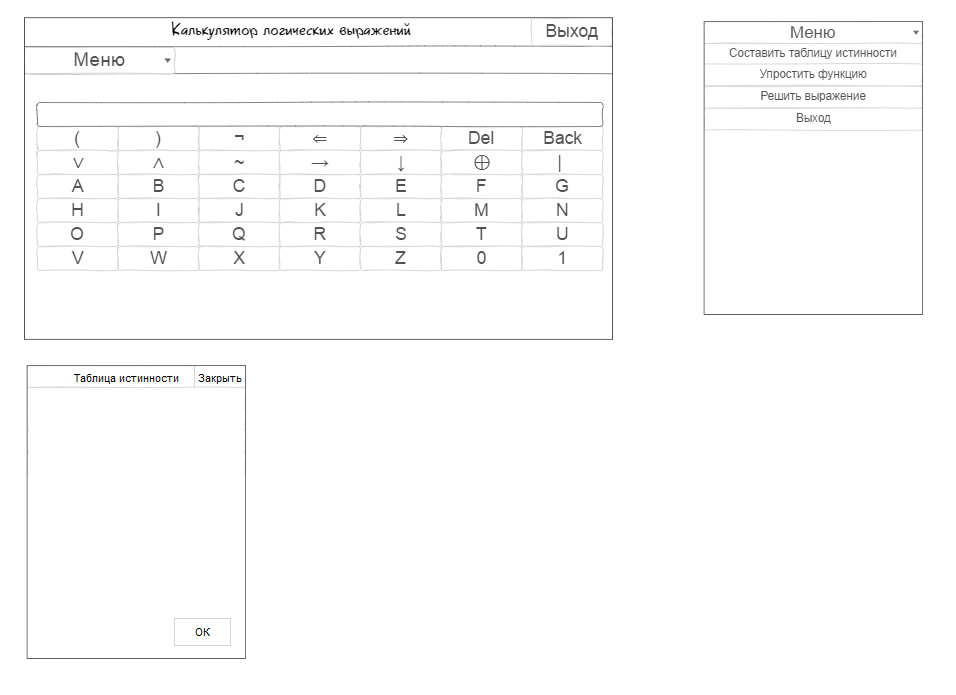 Калькулятор логических выражений Выход
Меню
( ) ¬ ⇐ ⇒ Del Back
∨ ∧ ~ → ↓ ⊕ |
A B C D E F G
H I J K L M N
O P Q R S T U
V W X Y Z 0 1
Меню
Составить таблицу истинности
Упростить функцию
Решить выражение
Выход
Таблица истинности Закрыть
ОК